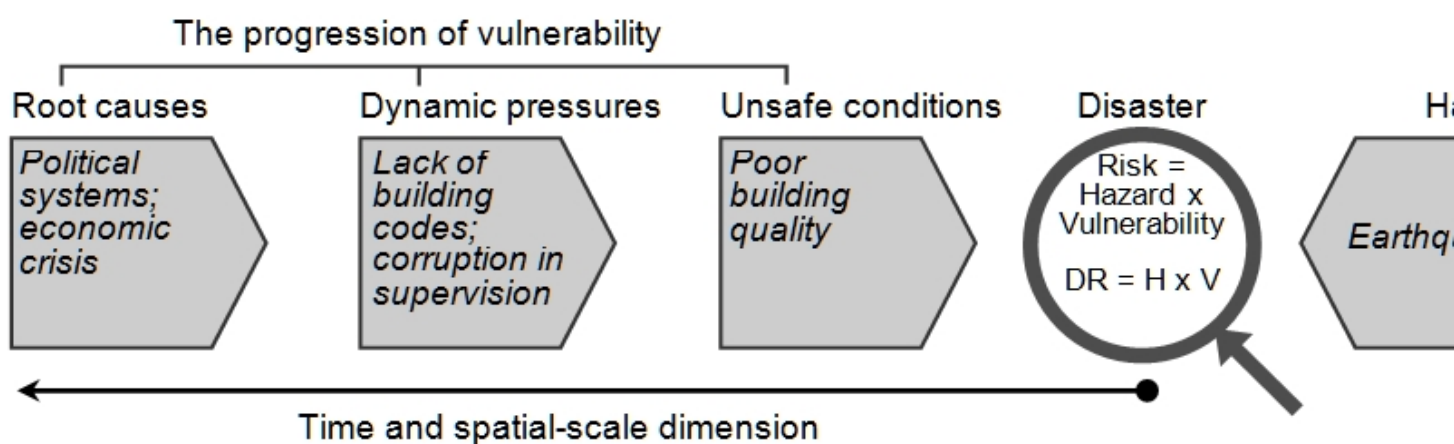 The progression of vulnerability
Root causes
Dynamic pressures
Unsafe conditions
Disaster
Political
systems;
economic
crisis
Lack of
building
codes;
corruption in
supervision
Poor
building
quality
Risk =
Hazard x
Vulnerability
DR = H x V
Time and spatial-scale dimension